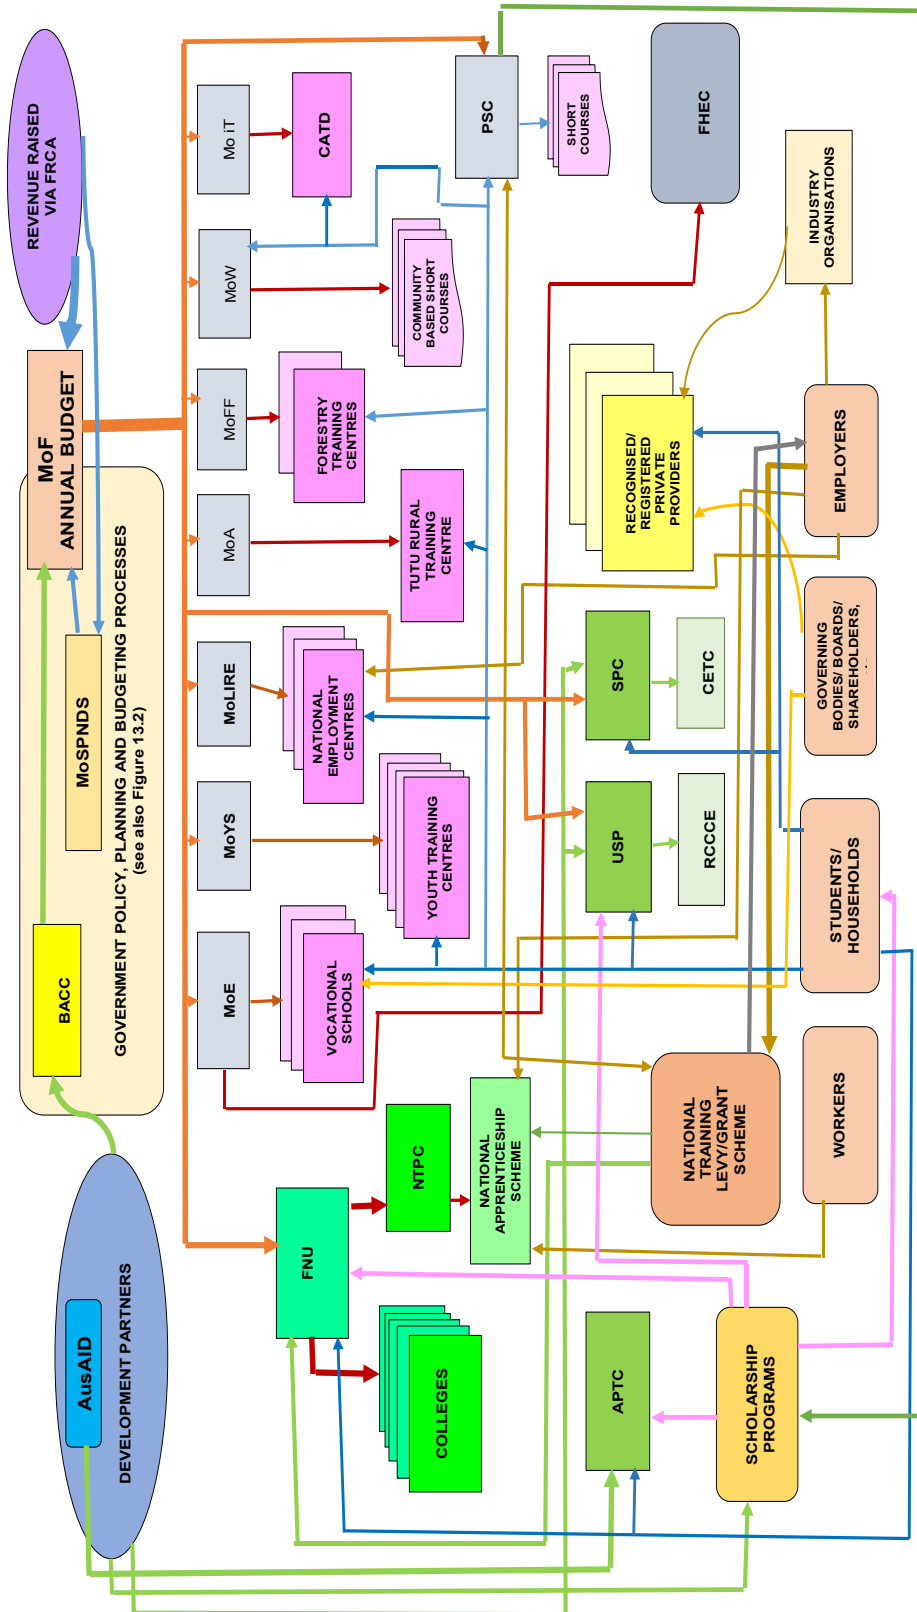 AusAID
DEVELOPMENT PARTNERS
BACC
MoSPNDS
GOVERNMENT POLICY, PLANNING AND BUDGETING PROCESSES
(see also Figure 13.2)
MoF
ANNUAL BUDGET
REVENUE RAISED
VIA FRCA
MoE
MoYS
MoLIRE
MoA
MoFF
MoW
Mo iT
FNU
VOCATIONAL
SCHOOLS
NATIONAL
EMPLOYMENT
CENTRES
FORESTRY
TRAINING
CENTRES
CATD
COLLEGES
NTPC
YOUTH TRAINING
CENTRES
TUTU RURAL
TRAINING
CENTRE
COMMUNITY
BASED SHORT
COURSES
NATIONAL
APPRENTICESHIP
SCHEME
PSC
SHORT
COURSES
APTC
USP
SPC
RECOGNISED/
REGISTERED
PRIVATE
PROVIDERS
RCCCE
CETC
FHEC
NATIONAL
TRAINING
LEVY/GRANT
SCHEME
SCHOLARSHIP
PROGRAMS
WORKERS
STUDENTS/
HOUSEHOLDS
GOVERNING
BODIES/ BOARDS/
SHAREHOLDERS,
EMPLOYERS
INDUSTRY
ORGANISATIONS